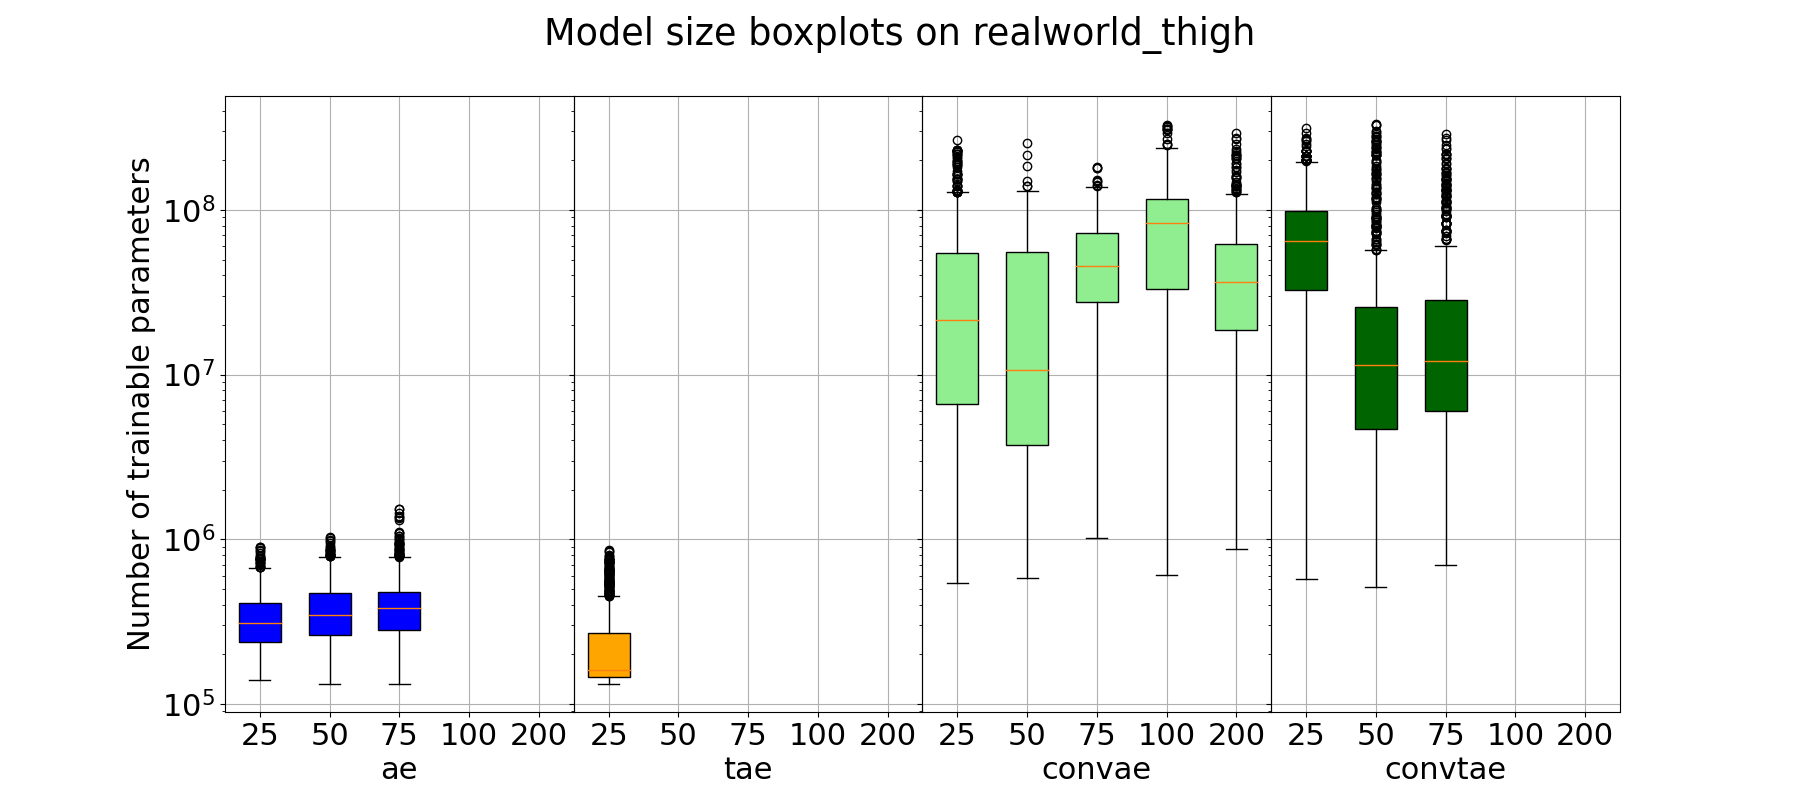 Model size boxplots on realworld_thigh
Number of trainable parameters
10^8
10^7
10^6
10^5
25 50 75 100 200 25 50 75 100 200 25 50 75 100 200 25 50 75 100 200
ae tae convae convtae